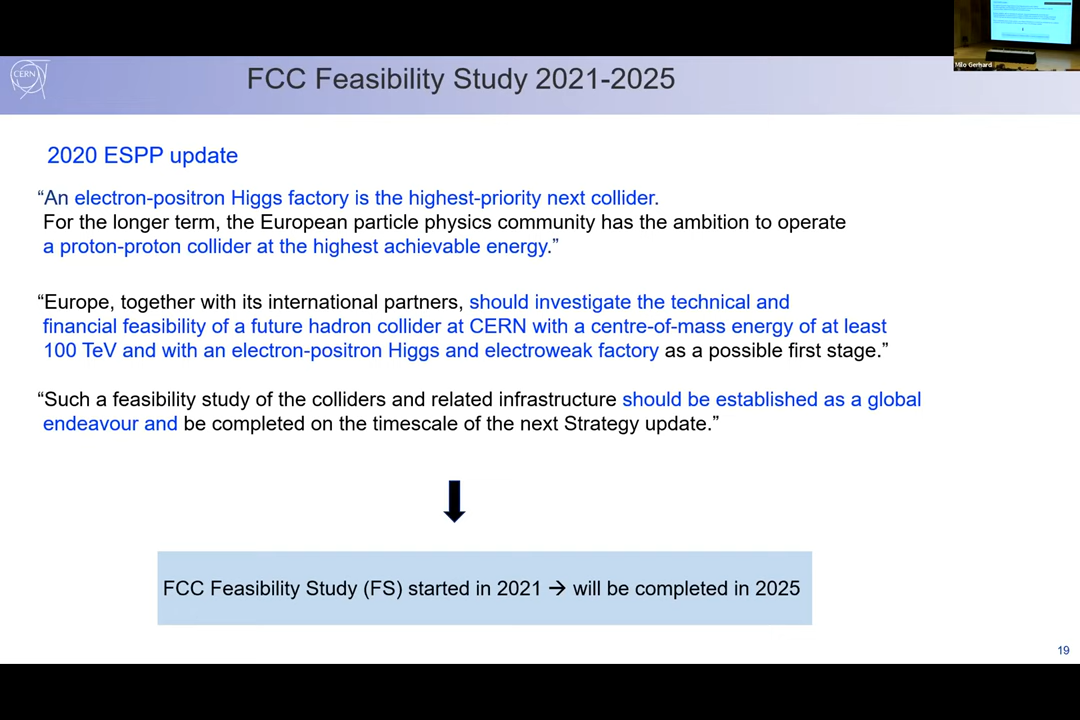 CERN
FCC Feasibility Study 2021-2025
Milo Gerhard
2020 ESPP update
“An electron-positron Higgs factory is the highest-priority next collider.
For the longer term, the European particle physics community has the ambition to operate
a proton-proton collider at the highest achievable energy.”
“Europe, together with its international partners, should investigate the technical and
financial feasibility of a future hadron collider at CERN with a centre-of-mass energy of at least
100 TeV and with an electron-positron Higgs and electroweak factory as a possible first stage.”
“Such a feasibility study of the colliders and related infrastructure should be established as a global
endeavour and be completed on the timescale of the next Strategy update.”
FCC Feasibility Study (FS) started in 2021 → will be completed in 2025
19